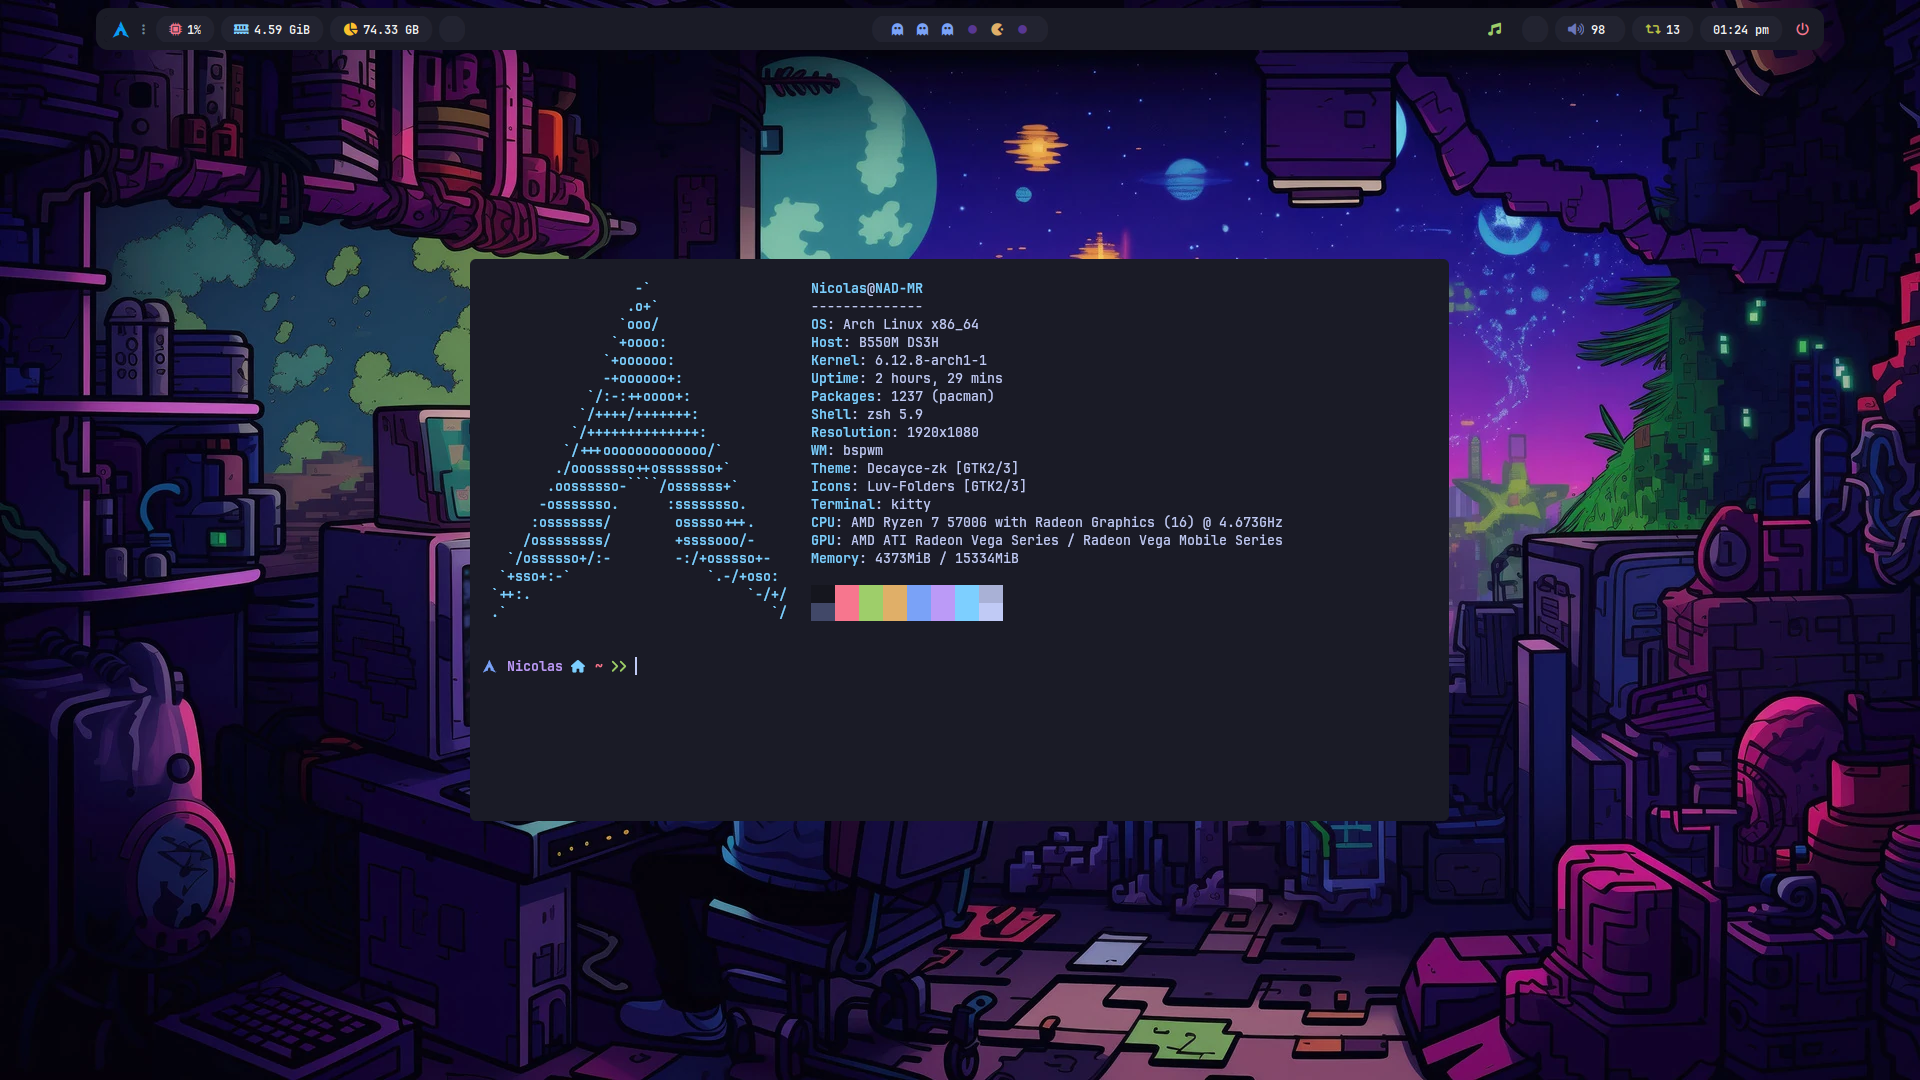 1% 4.59 GiB 74.33 GB 98 13 01:24 pm
-`
.o+`
`ooo/
`+oooo:
`+oooooo:
-+oooooo+:
`/:-:++oooo+:
`/++++/+++++++:
`/++++++++++++++:
`/+++ooooooooooooo/`
./ooosssso++osssssso+`
.oossssso-````/ossssss+`
-osssssso.      :ssssssso.
:osssssss/        osssso+++.
/ossssssss/        +ssssooo/-
`/ossssso+/:-        -:/+osssso+-
`+sso+:-`                 `.-/+oso:
`++:.                           `-/+/
.`                                 `/
Nicolas@NAD-MR
--------------
OS: Arch Linux x86_64
Host: B550M DS3H
Kernel: 6.12.8-arch1-1
Uptime: 2 hours, 29 mins
Packages: 1237 (pacman)
Shell: zsh 5.9
Resolution: 1920x1080
WM: bspwm
Theme: Decayce-zk [GTK2/3]
Icons: Luv-Folders [GTK2/3]
Terminal: kitty
CPU: AMD Ryzen 7 5700G with Radeon Graphics (16) @ 4.673GHz
GPU: AMD ATI Radeon Vega Series / Radeon Vega Mobile Series
Memory: 4373MiB / 15334MiB
Nicolas ~ >>
1
2